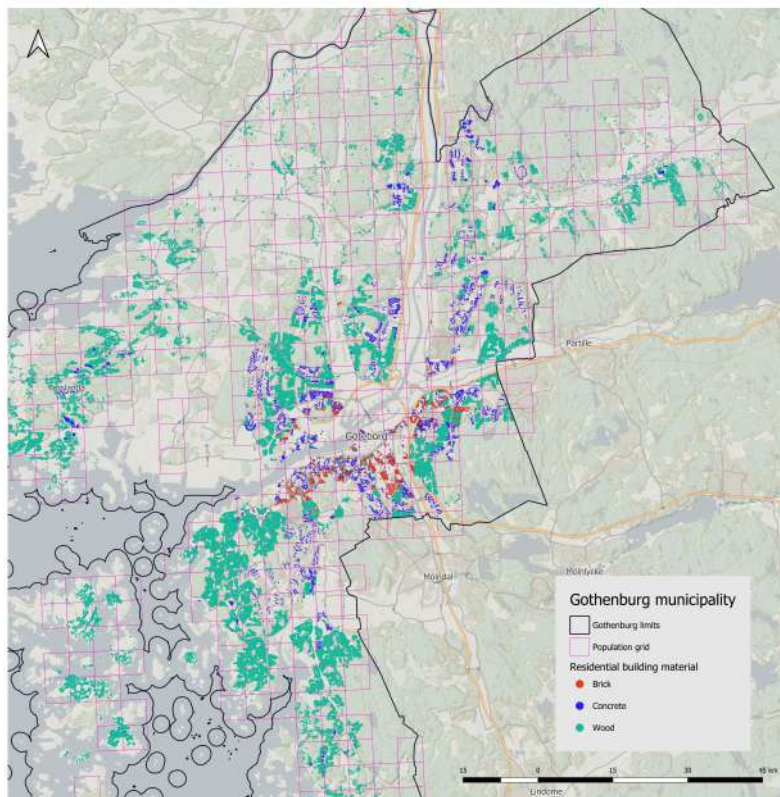 Partille
Göteborg
Mölndal
Mölnlycke
Gothenburg municipality
Gothenburg limits
Population grid
Residential building material
Brick
Concrete
Wood
15 0 15 30 45 km
Lindome